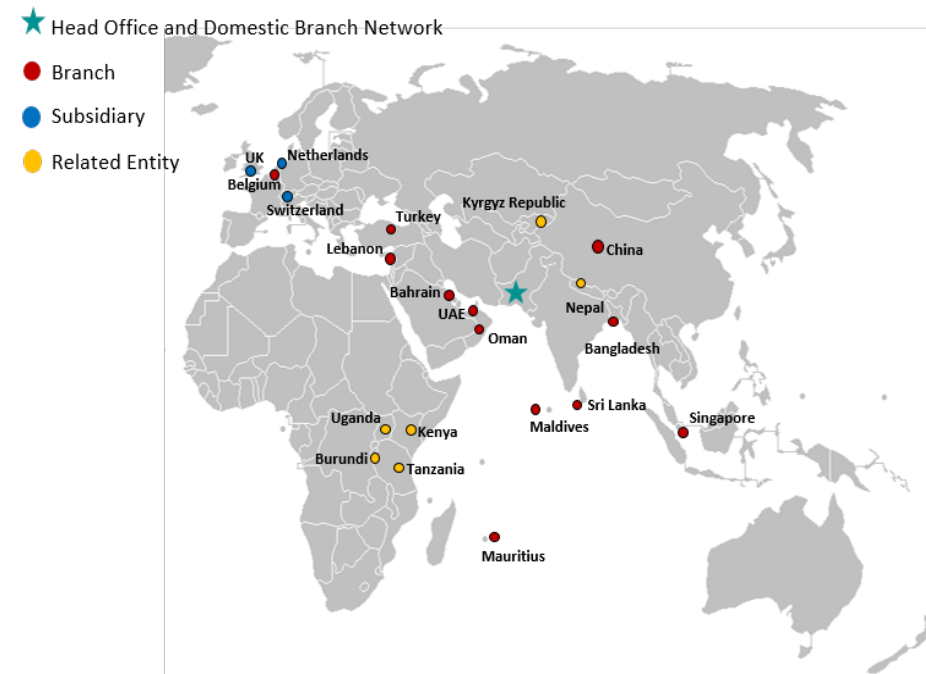 Head Office and Domestic Branch Network
Branch
Subsidiary
Related Entity
UK
Netherlands
Belgium
Switzerland
Kyrgyz Republic
Turkey
Lebanon
China
Bahrain
UAE
Nepal
Oman
Bangladesh
Sri Lanka
Maldives
Singapore
Uganda
Kenya
Burundi
Tanzania
Mauritius